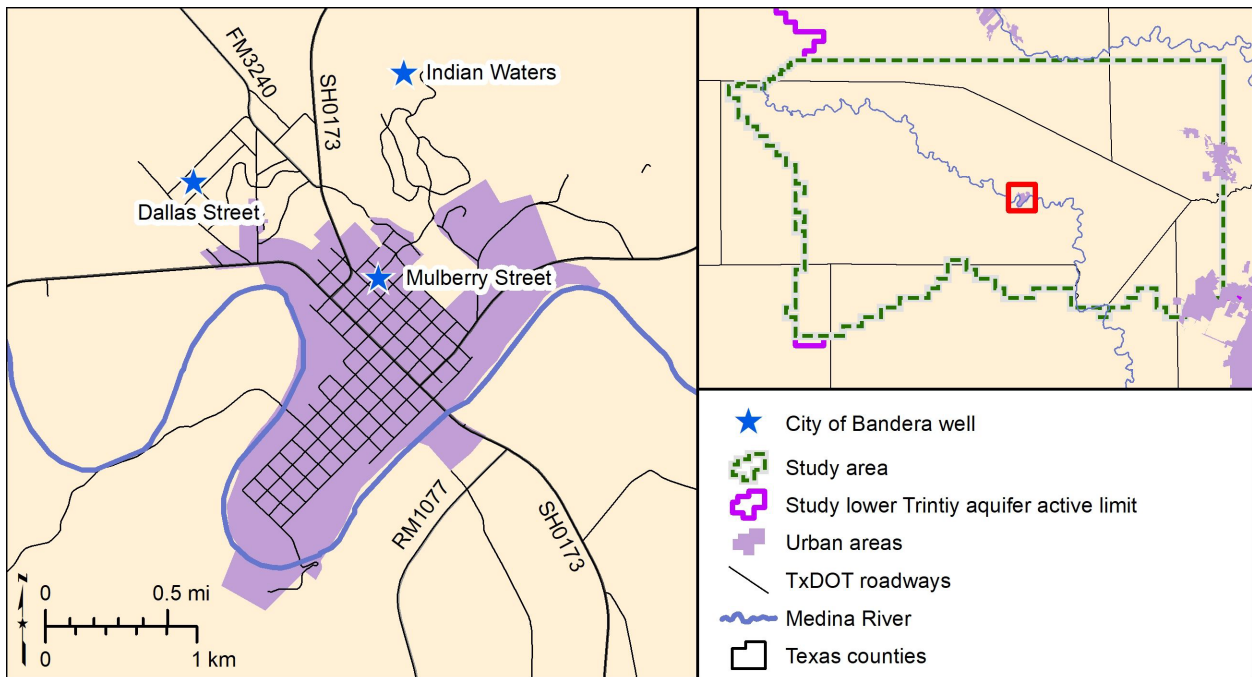 FM3240
SH0173
Indian Waters
Dallas Street
Mulberry Street
RM1077
SH0173
N
0 0.5 mi
0 1 km
City of Bandera well
Study area
Study lower Trintiy aquifer active limit
Urban areas
TxDOT roadways
Medina River
Texas counties